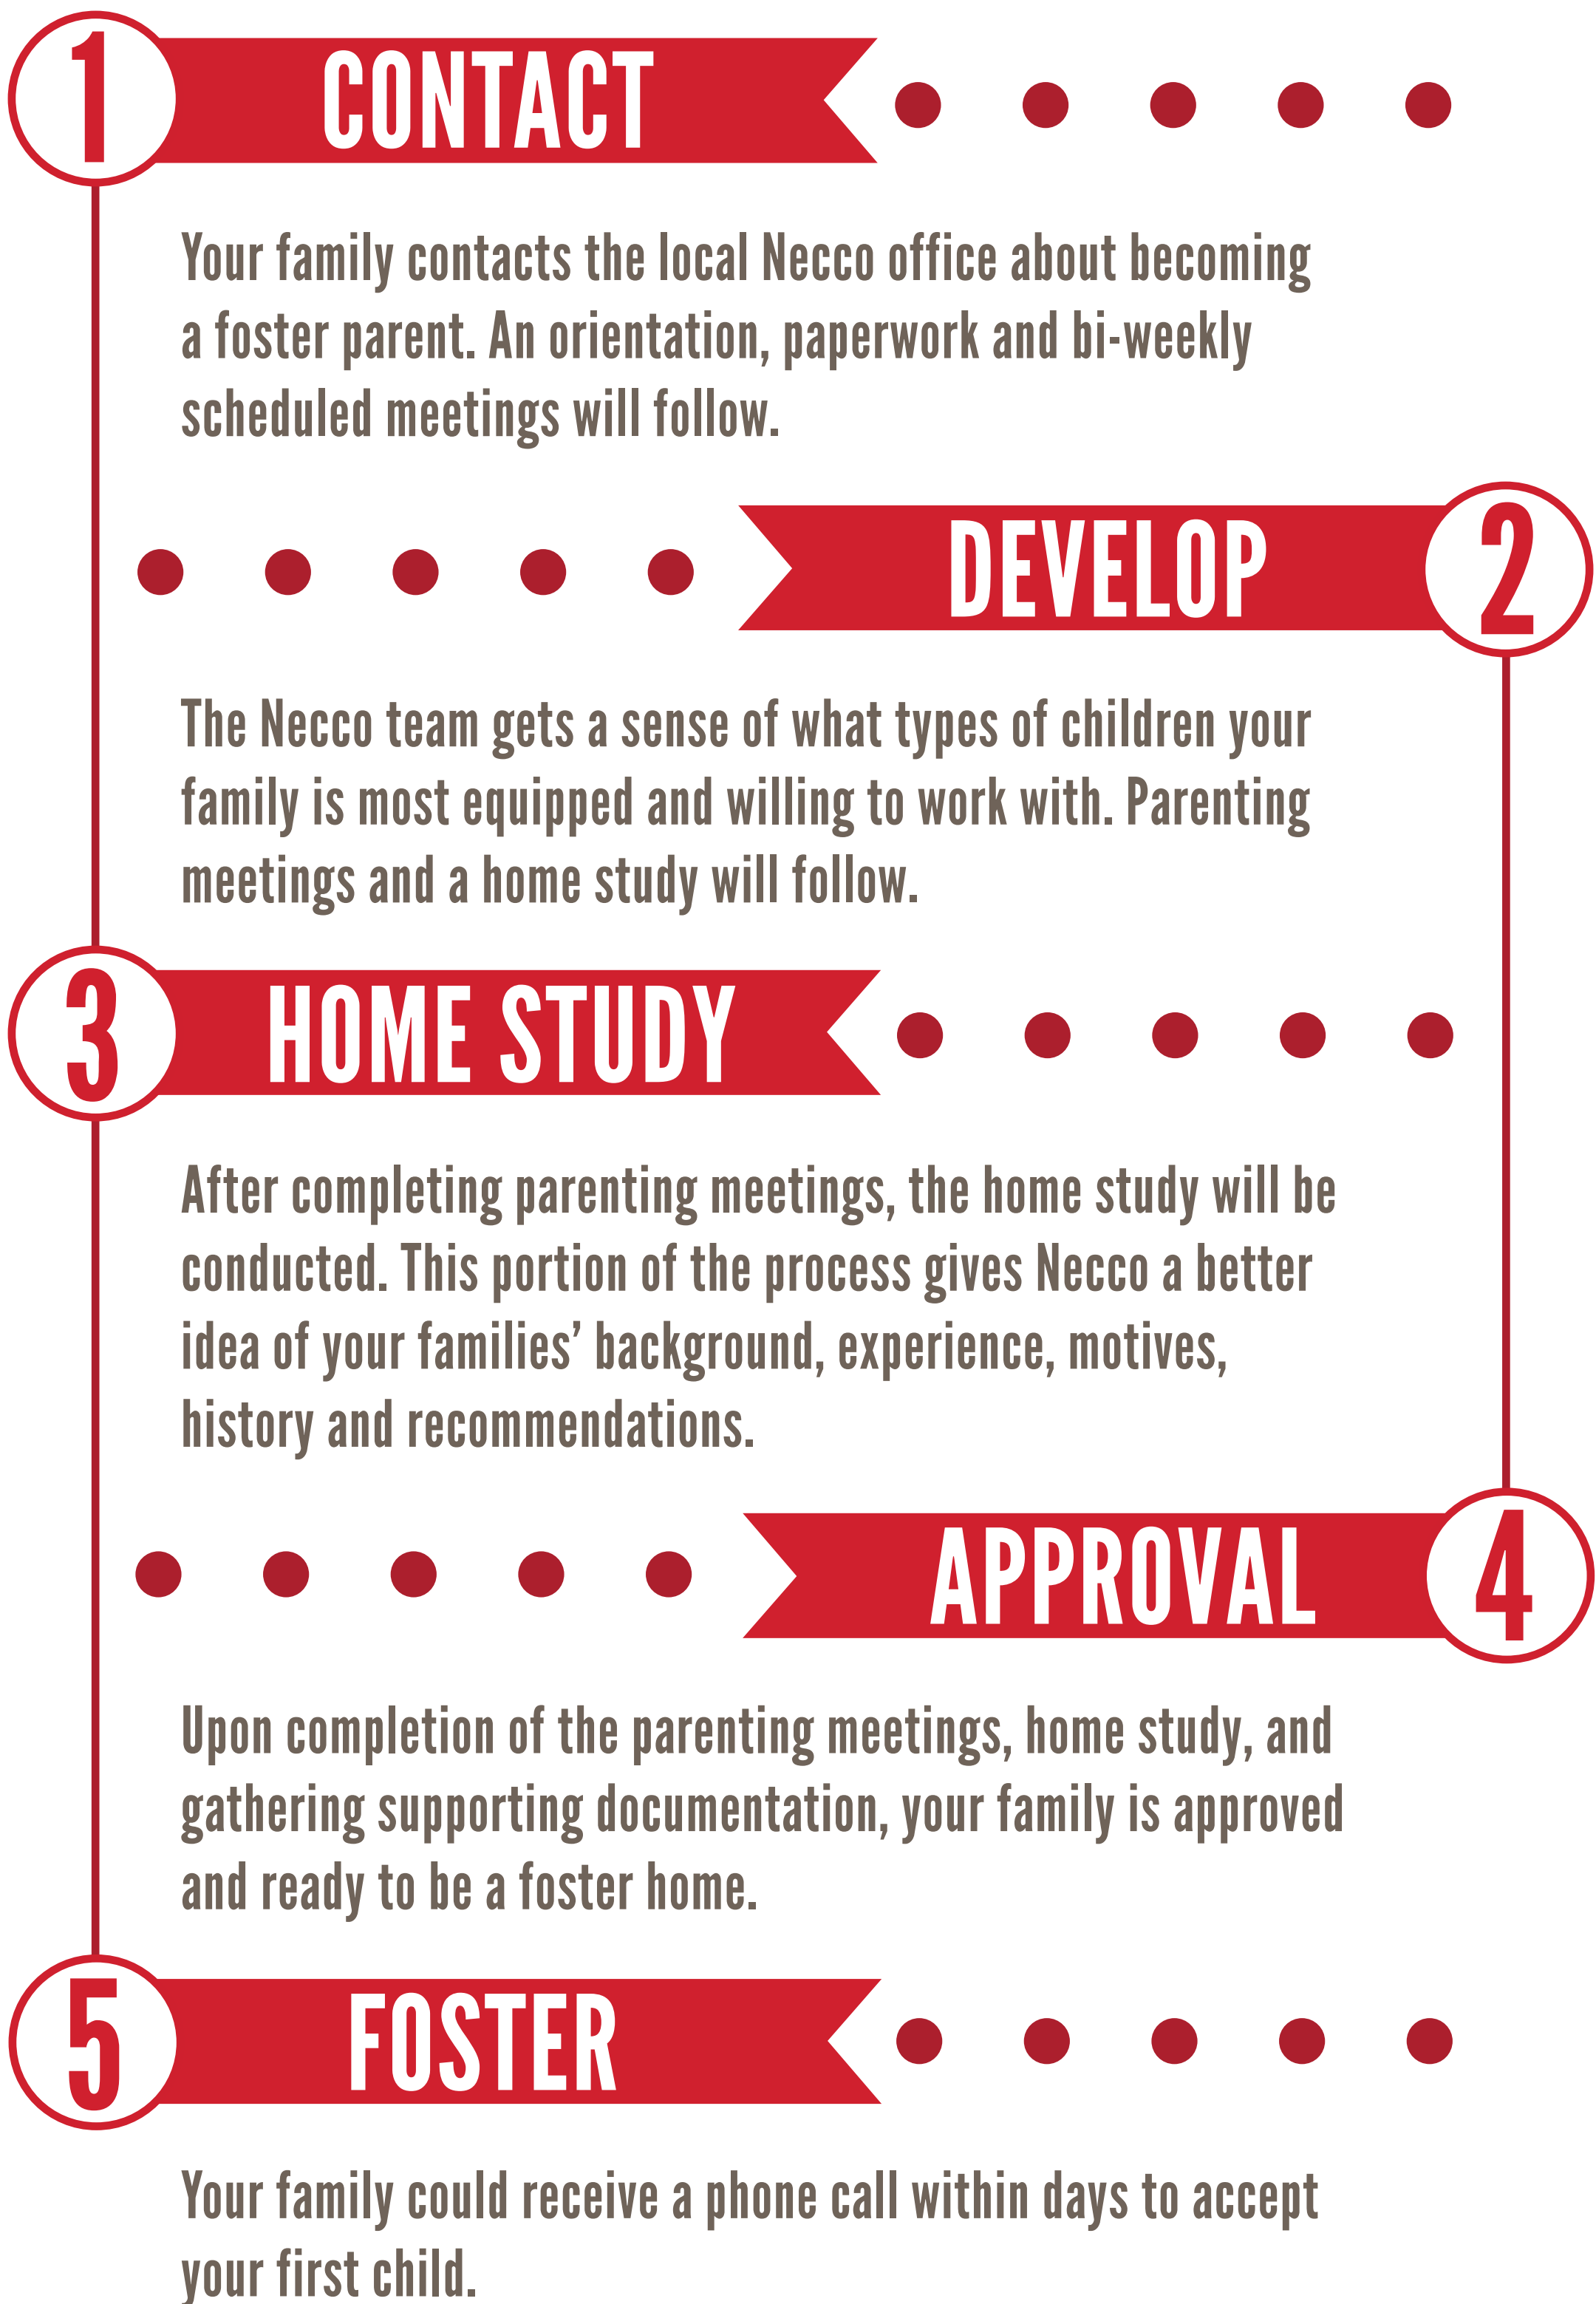 1
CONTACT
Your family contacts the local Necco office about becoming
a foster parent. An orientation, paperwork and bi-weekly
scheduled meetings will follow.
DEVELOP
2
The Necco team gets a sense of what types of children your
family is most equipped and willing to work with. Parenting
meetings and a home study will follow.
3
HOME STUDY
After completing parenting meetings, the home study will be
conducted. This portion of the process gives Necco a better
idea of your families’ background, experience, motives,
history and recommendations.
APPROVAL
4
Upon completion of the parenting meetings, home study, and
gathering supporting documentation, your family is approved
and ready to be a foster home.
5
FOSTER
Your family could receive a phone call within days to accept
your first child.